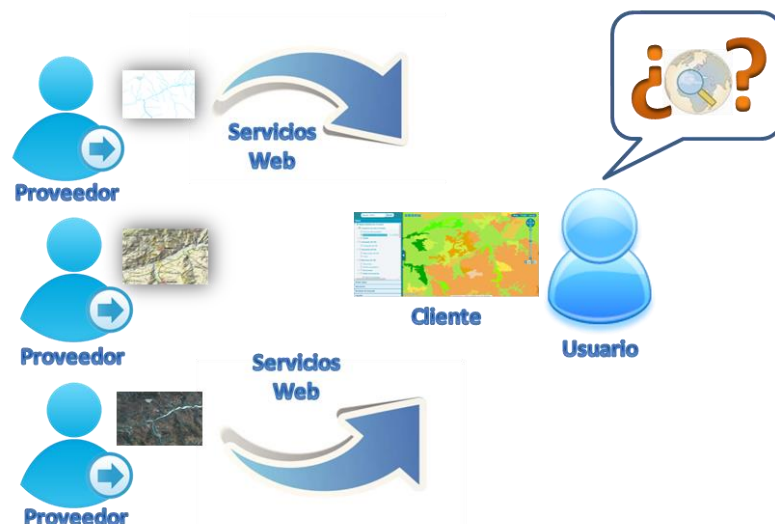 ¿ ?
Servicios
Web
Proveedor
Proveedor
Cliente
Usuario
Servicios
Web
Proveedor